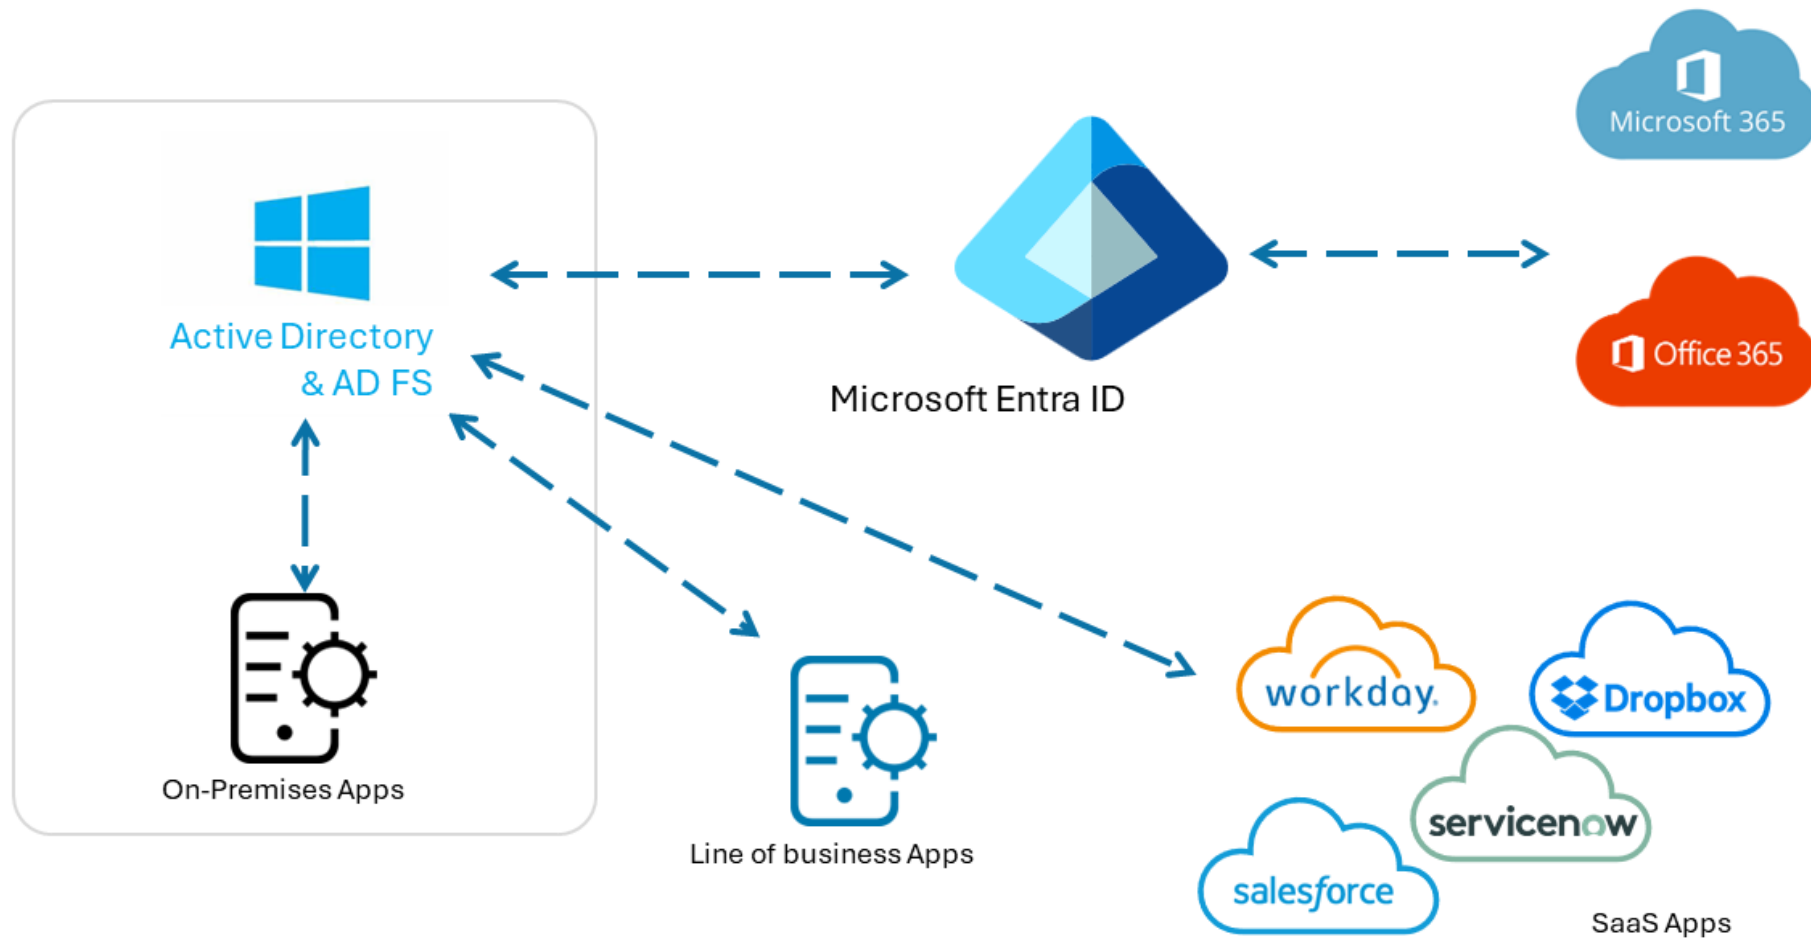 Microsoft 365
Active Directory
& AD FS
Microsoft Entra ID
Office 365
On-Premises Apps
Line of business Apps
workday.
Dropbox
servicenow
salesforce
SaaS Apps